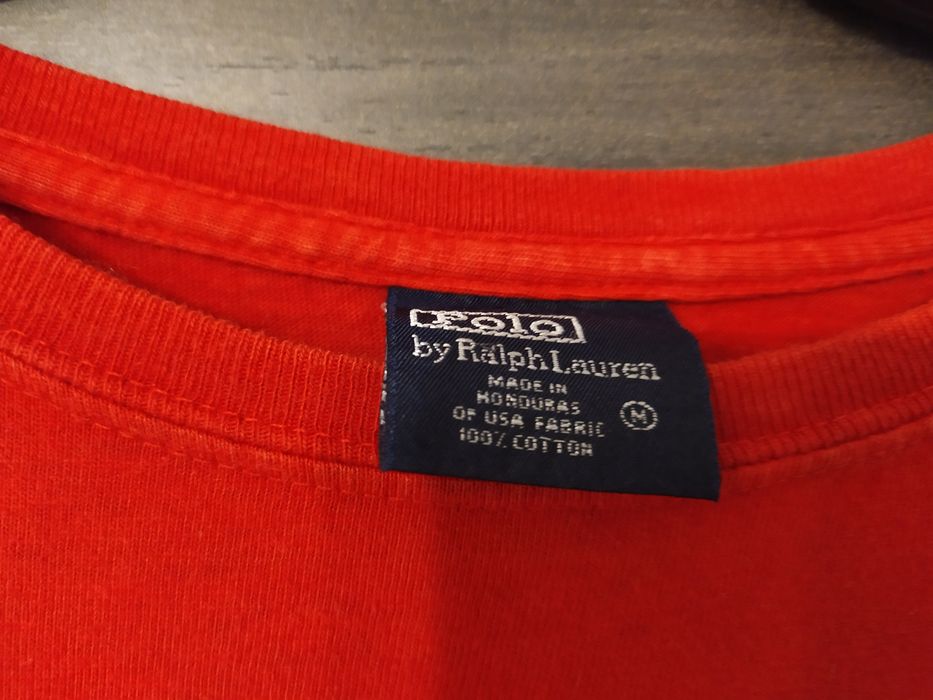 Polo
by Ralph Lauren
MADE IN
HONDURAS
OF USA FABRIC
100% COTTON
M